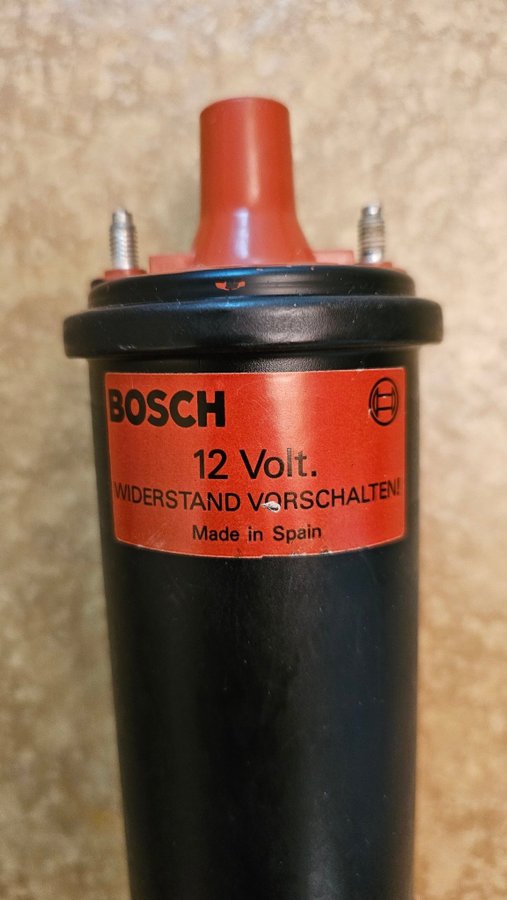 BOSCH
12 Volt.
WIDERSTAND VORSCHALTEN!
Made in Spain